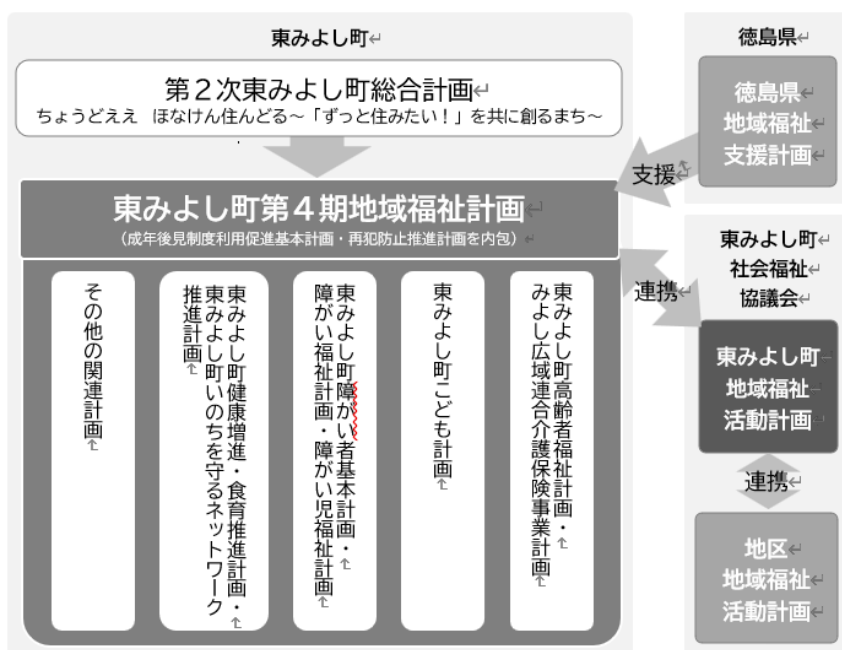 東みよし町
第２次東みよし町総合計画
ちょうどええ　ほなけん住んどる～「ずっと住みたい！」を共に創るまち～
東みよし町第４期地域福祉計画
（成年後見制度利用促進基本計画・再犯防止推進計画を内包）
東みよし町高齢者福祉計画・
みよし広域連合介護保険事業計画
東みよし町こども計画
東みよし町障がい者基本計画・
障がい福祉計画・障がい児福祉計画
東みよし町健康増進・食育推進計画・
東みよし町いのちを守るネットワーク
推進計画
その他の関連計画
徳島県
徳島県
地域福祉
支援計画
支援
東みよし町
社会福祉
協議会
連携
東みよし町
地域福祉
活動計画
連携
地区
地域福祉
活動計画